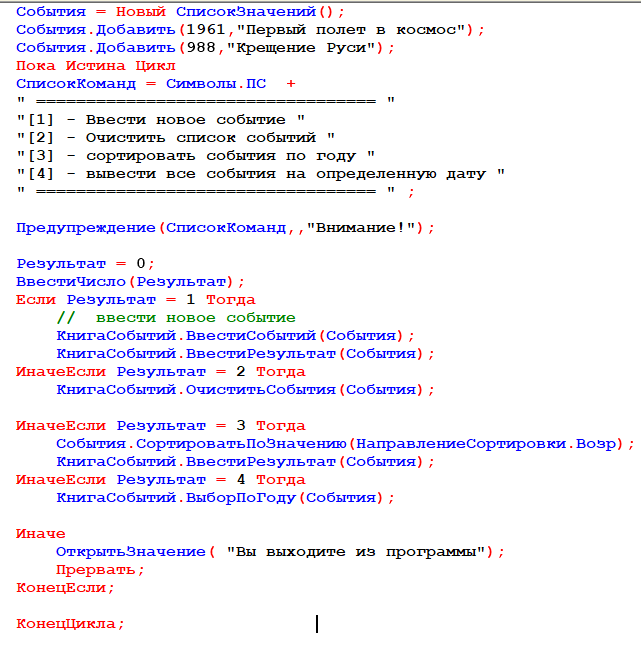 События = Новый СписокЗначений();
События.Добавить(1961,"Первый полет в космос");
События.Добавить(988,"Крещение Руси");
Пока Истина Цикл
СписокКоманд = Символы.ПС  +
" ================================== "
"[1] - Ввести новое событие "
"[2] - Очистить список событий "
"[3] - сортировать события по году "
"[4] - вывести все события на определенную дату "
" ================================== " ;
Предупреждение(СписокКоманд,,"Внимание!");
Результат = 0;
ВвестиЧисло(Результат);
Если Результат = 1 Тогда
    //  ввести новое событие
    КнигаСобытий.ВвестиСобытий(События);
    КнигаСобытий.ВвестиРезультат(События);
ИначеЕсли Результат = 2 Тогда
    КнигаСобытий.ОчиститьСобытия(События);
ИначеЕсли Результат = 3 Тогда
    События.СортироватьПоЗначению(НаправлениеСортировки.Возр);
    КнигаСобытий.ВвестиРезультат(События);
ИначеЕсли Результат = 4 Тогда
    КнигаСобытий.ВыборПоГоду(События);
Иначе
    ОткрытьЗначение( "Вы выходите из программы");
    Прервать;
КонецЕсли;
КонецЦикла;